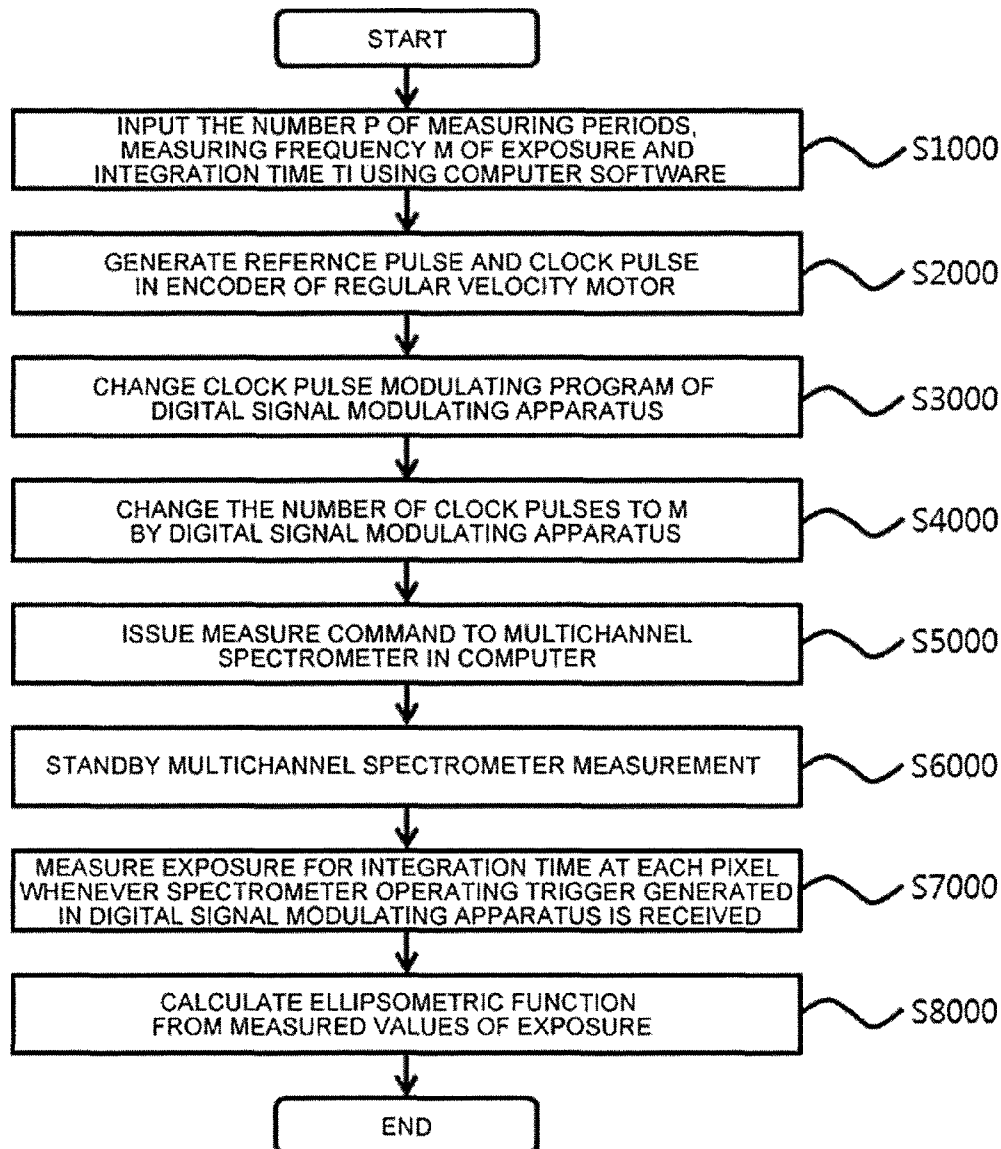 START
INPUT THE NUMBER P OF MEASURING PERIODS,
MEASURING FREQUENCY M OF EXPOSURE AND
INTEGRATION TIME TI USING COMPUTER SOFTWARE
S1000
GENERATE REFERNCE PULSE AND CLOCK PULSE
IN ENCODER OF REGULAR VELOCITY MOTOR
S2000
CHANGE CLOCK PULSE MODULATING PROGRAM OF
DIGITAL SIGNAL MODULATING APPARATUS
S3000
CHANGE THE NUMBER OF CLOCK PULSES TO M
BY DIGITAL SIGNAL MODULATING APPARATUS
S4000
ISSUE MEASURE COMMAND TO MULTICHANNEL
SPECTROMETER IN COMPUTER
S5000
STANDBY MULTICHANNEL SPECTROMETER MEASUREMENT
S6000
MEASURE EXPOSURE FOR INTEGRATION TIME AT EACH PIXEL
WHENEVER SPECTROMETER OPERATING TRIGGER GENERATED
IN DIGITAL SIGNAL MODULATING APPARATUS IS RECEIVED
S7000
CALCULATE ELLIPSOMETRIC FUNCTION
FROM MEASURED VALUES OF EXPOSURE
S8000
END